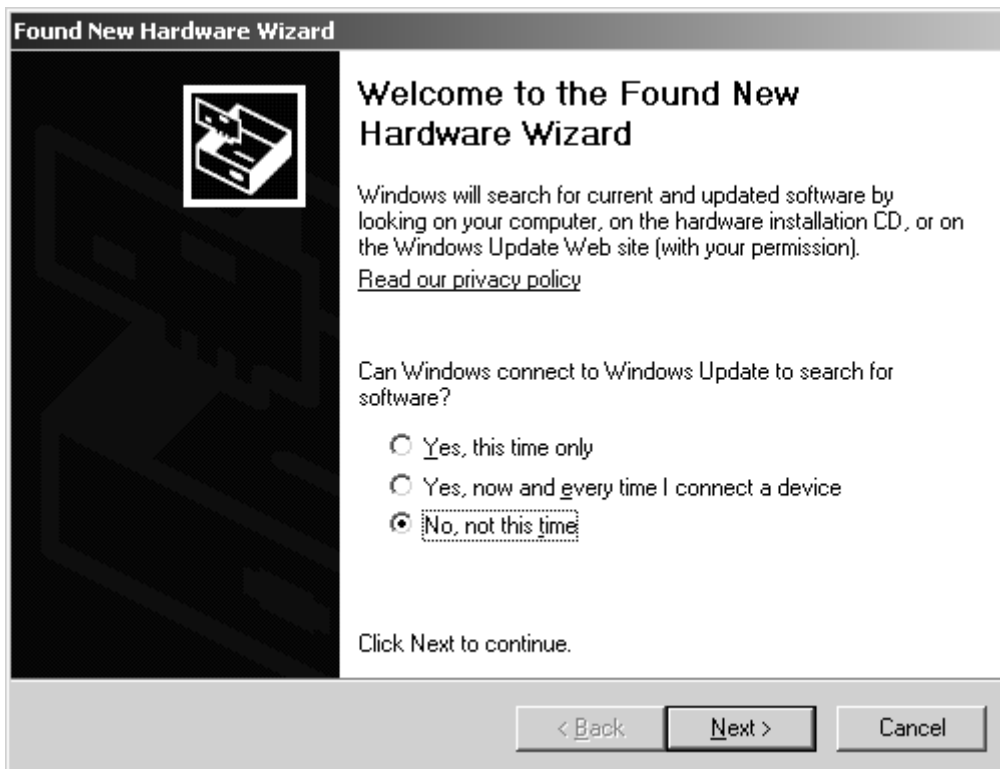 Found New Hardware Wizard
Welcome to the Found New
Hardware Wizard
Windows will search for current and updated software by
looking on your computer, on the hardware installation CD, or on
the Windows Update Web site (with your permission).
Read our privacy policy
Can Windows connect to Windows Update to search for
software?
Yes, this time only
Yes, now and every time I connect a device
No, not this time
Click Next to continue.
< Back Next > Cancel